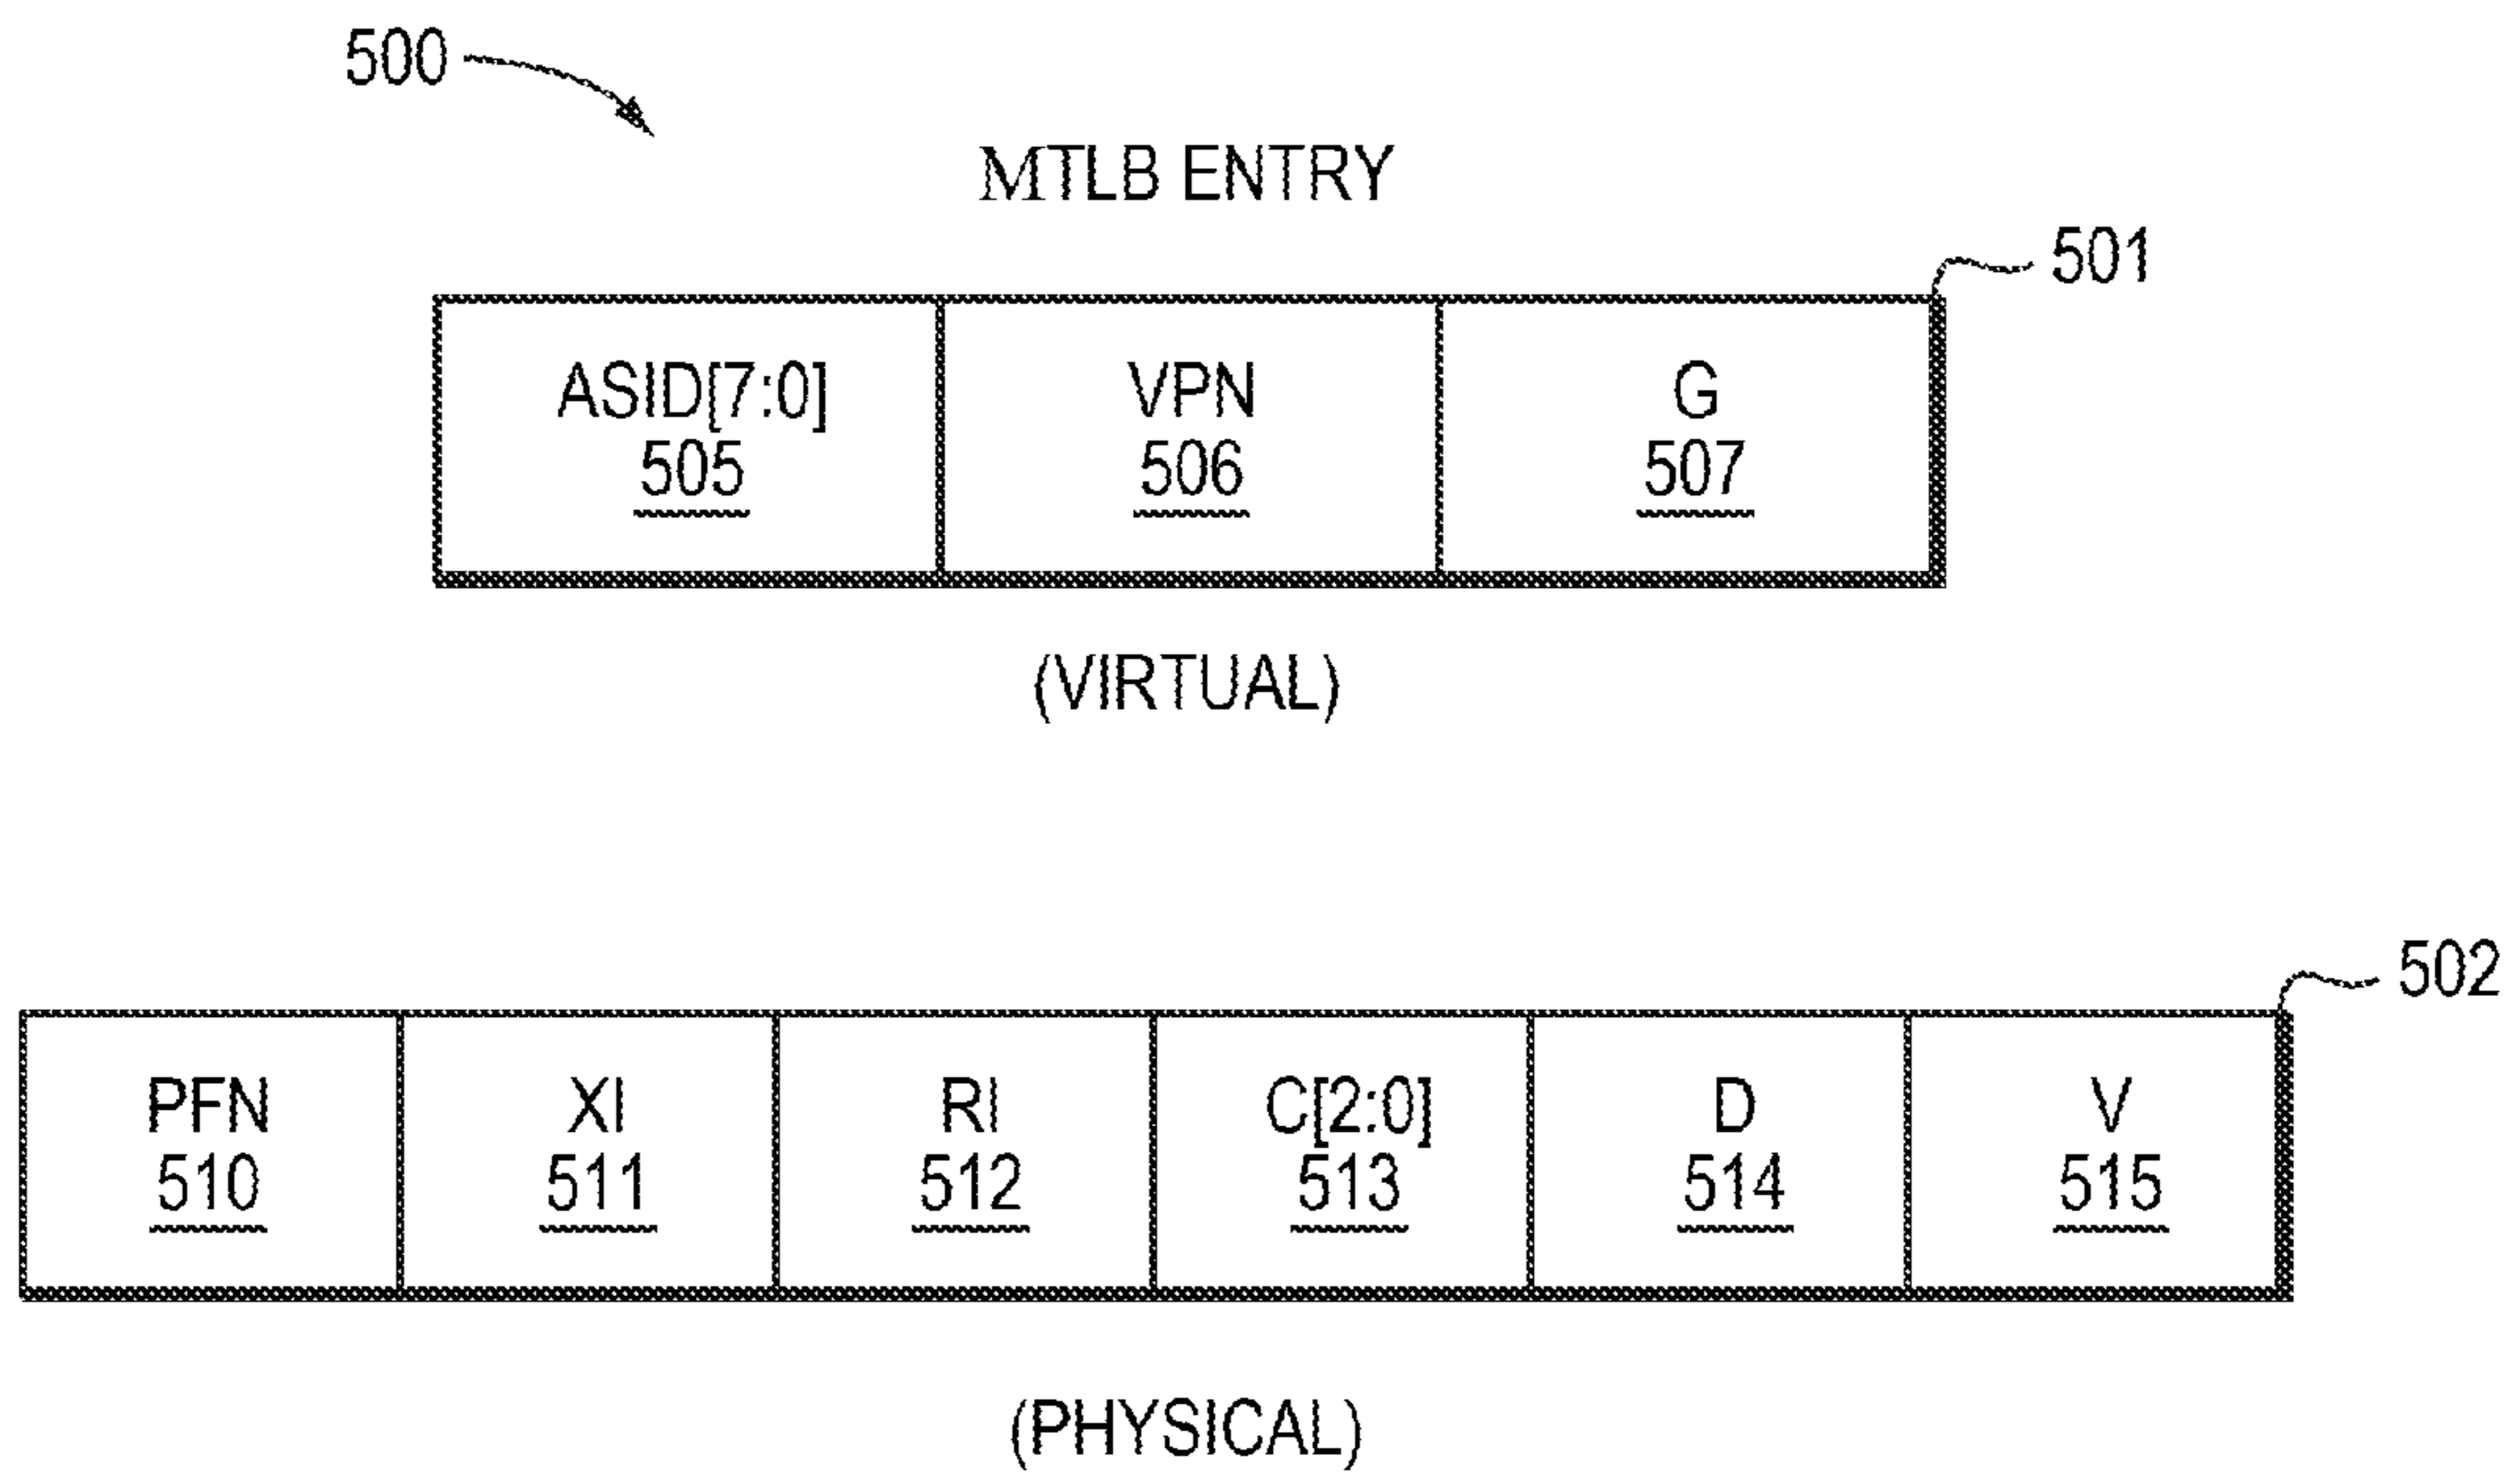 500
MTLB ENTRY
501
ASID[7:0] VPN G
505 506 507
(VIRTUAL)
502
PFN XI RI C[2:0] D V
510 511 512 513 514 515
(PHYSICAL)